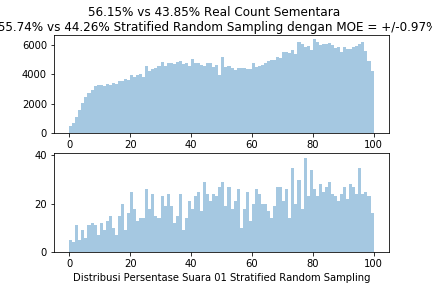 56.15% vs 43.85% Real Count Sementara
55.74% vs 44.26% Stratified Random Sampling dengan MOE = +/-0.97%
6000
4000
2000
0
0 20 40 60 80 100
40
20
0
0 20 40 60 80 100
Distribusi Persentase Suara 01 Stratified Random Sampling